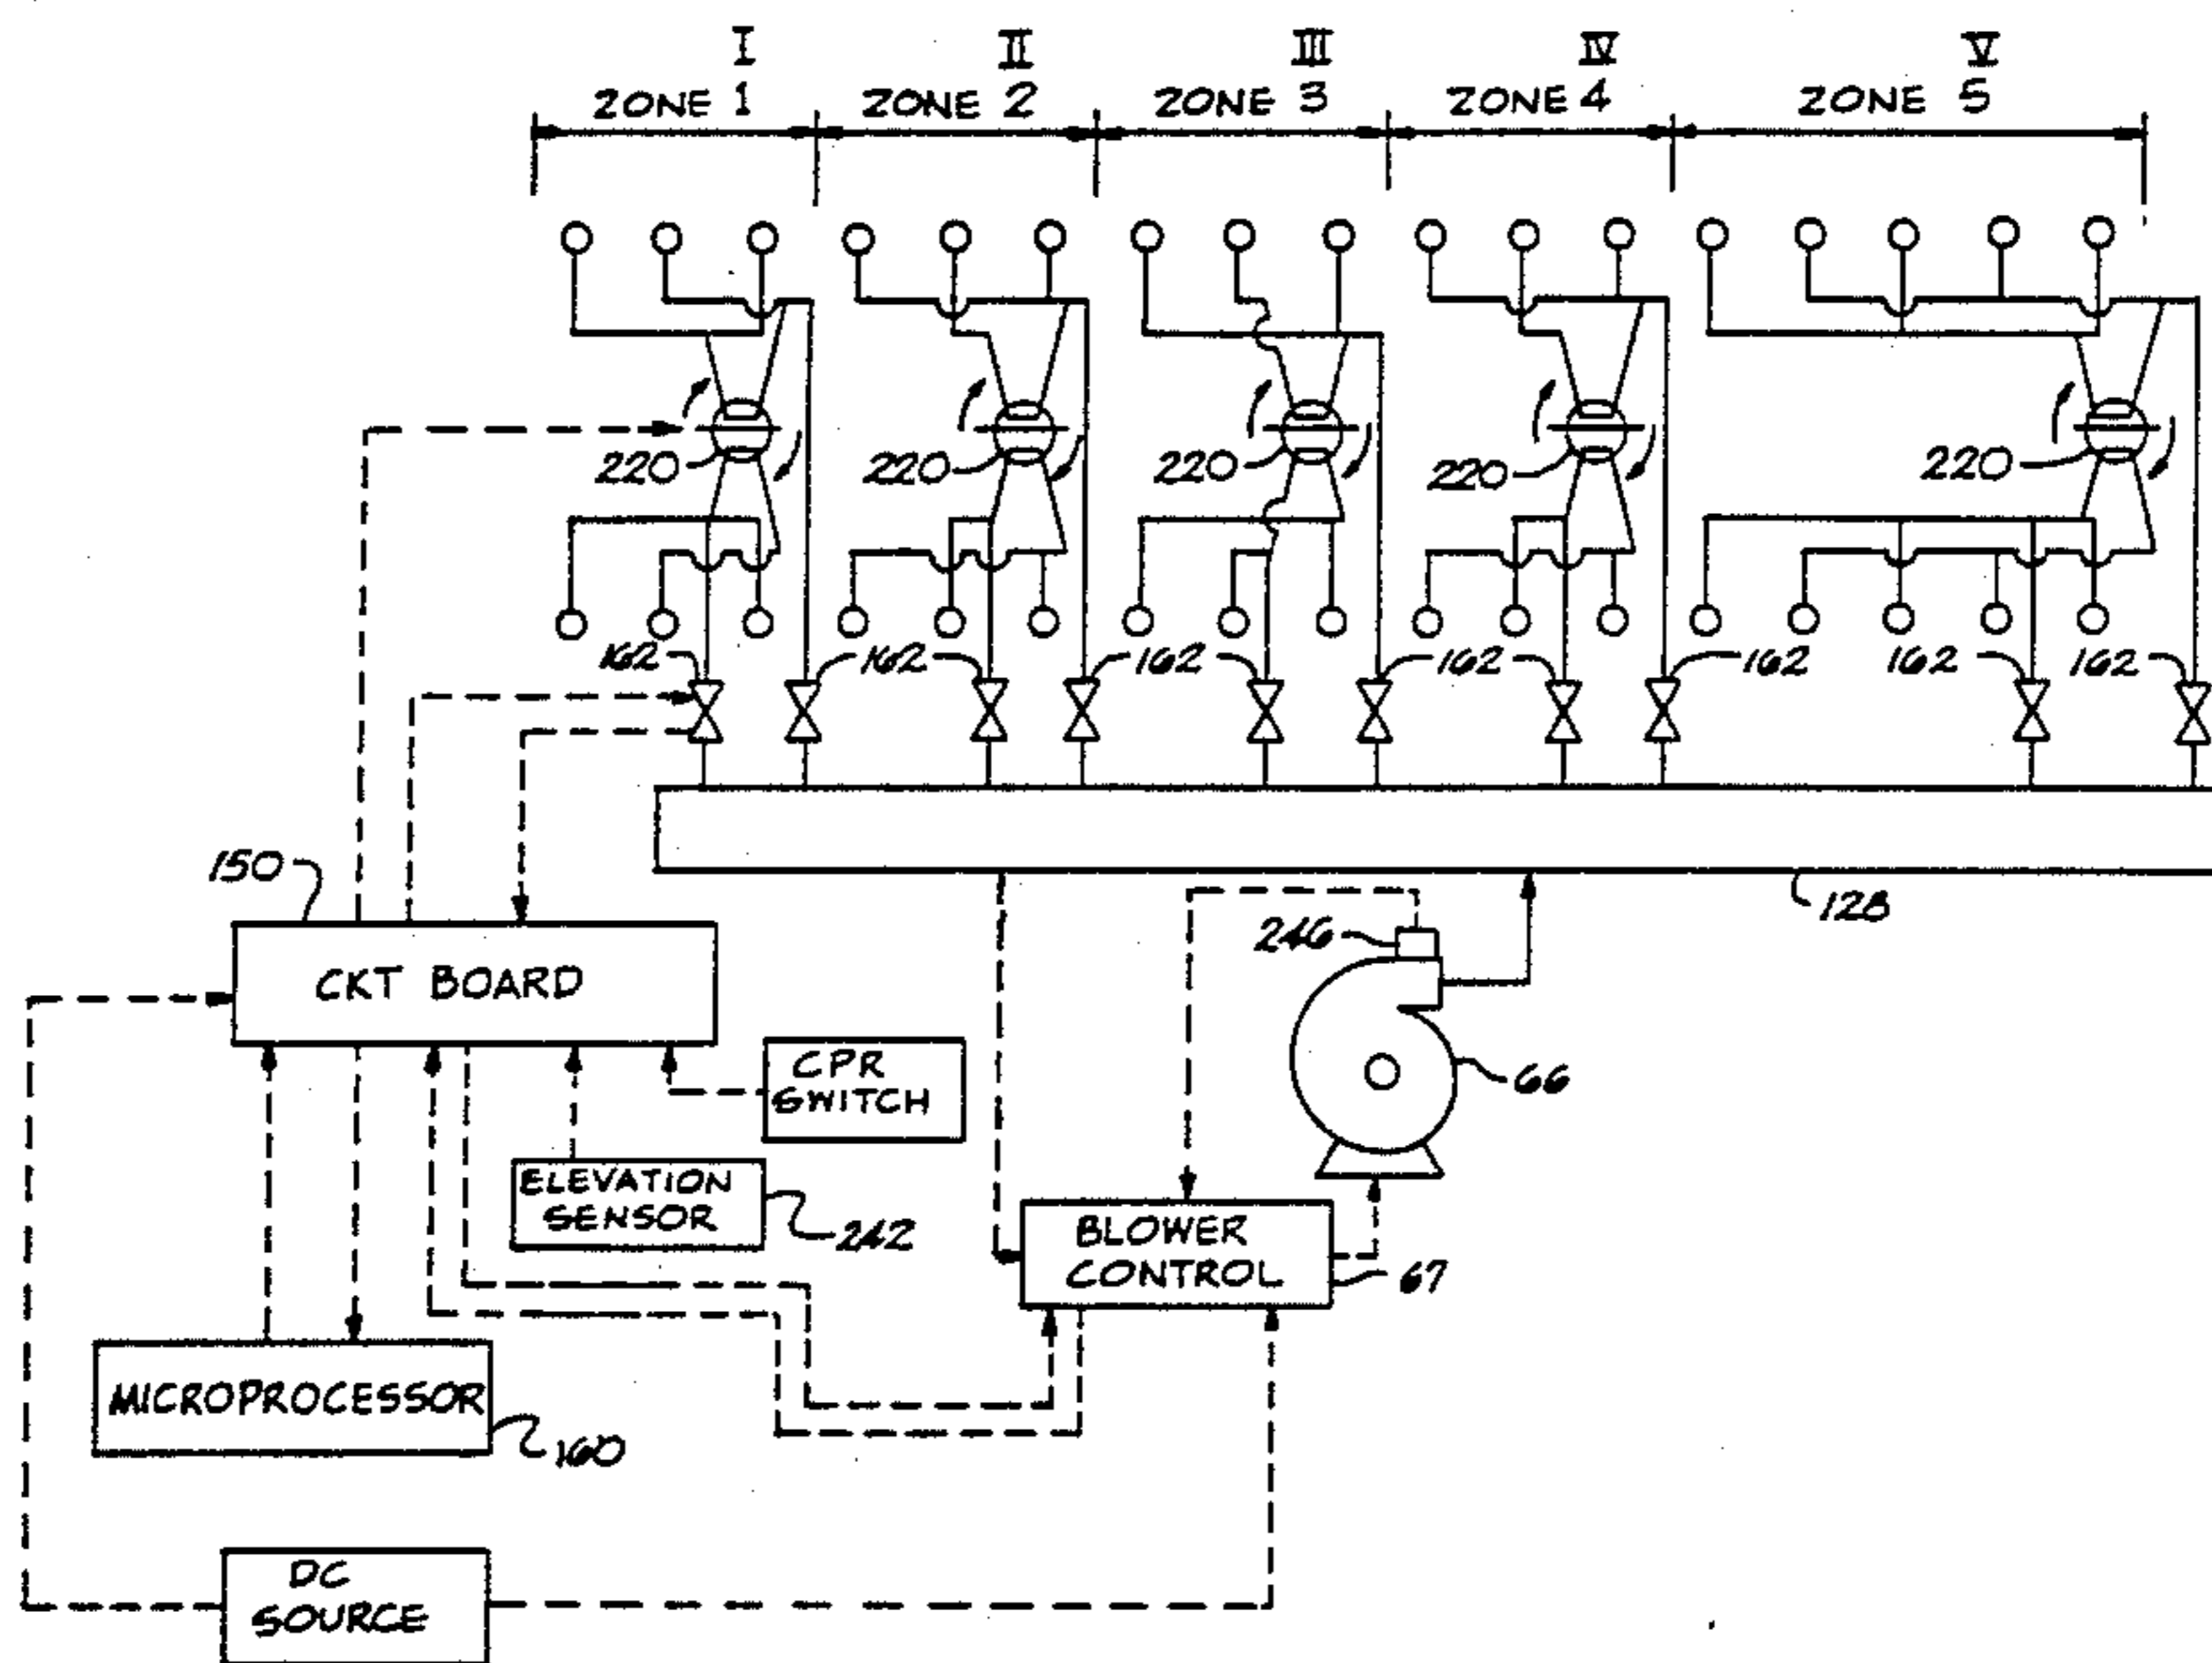 I II III IV V
ZONE 1 ZONE 2 ZONE 3 ZONE 4 ZONE 5
220 220 220 220 220
162 162 162 162 162 162 162
150
128
246
CKT BOARD
CPR
SWITCH
66
ELEVATION
SENSOR
242
BLOWER
CONTROL
67
MICROPROCESSOR
160
DC
SOURCE